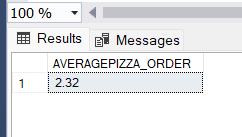 100 %
Results Messages
AVERAGEPIZZA_ORDER
1 2.32